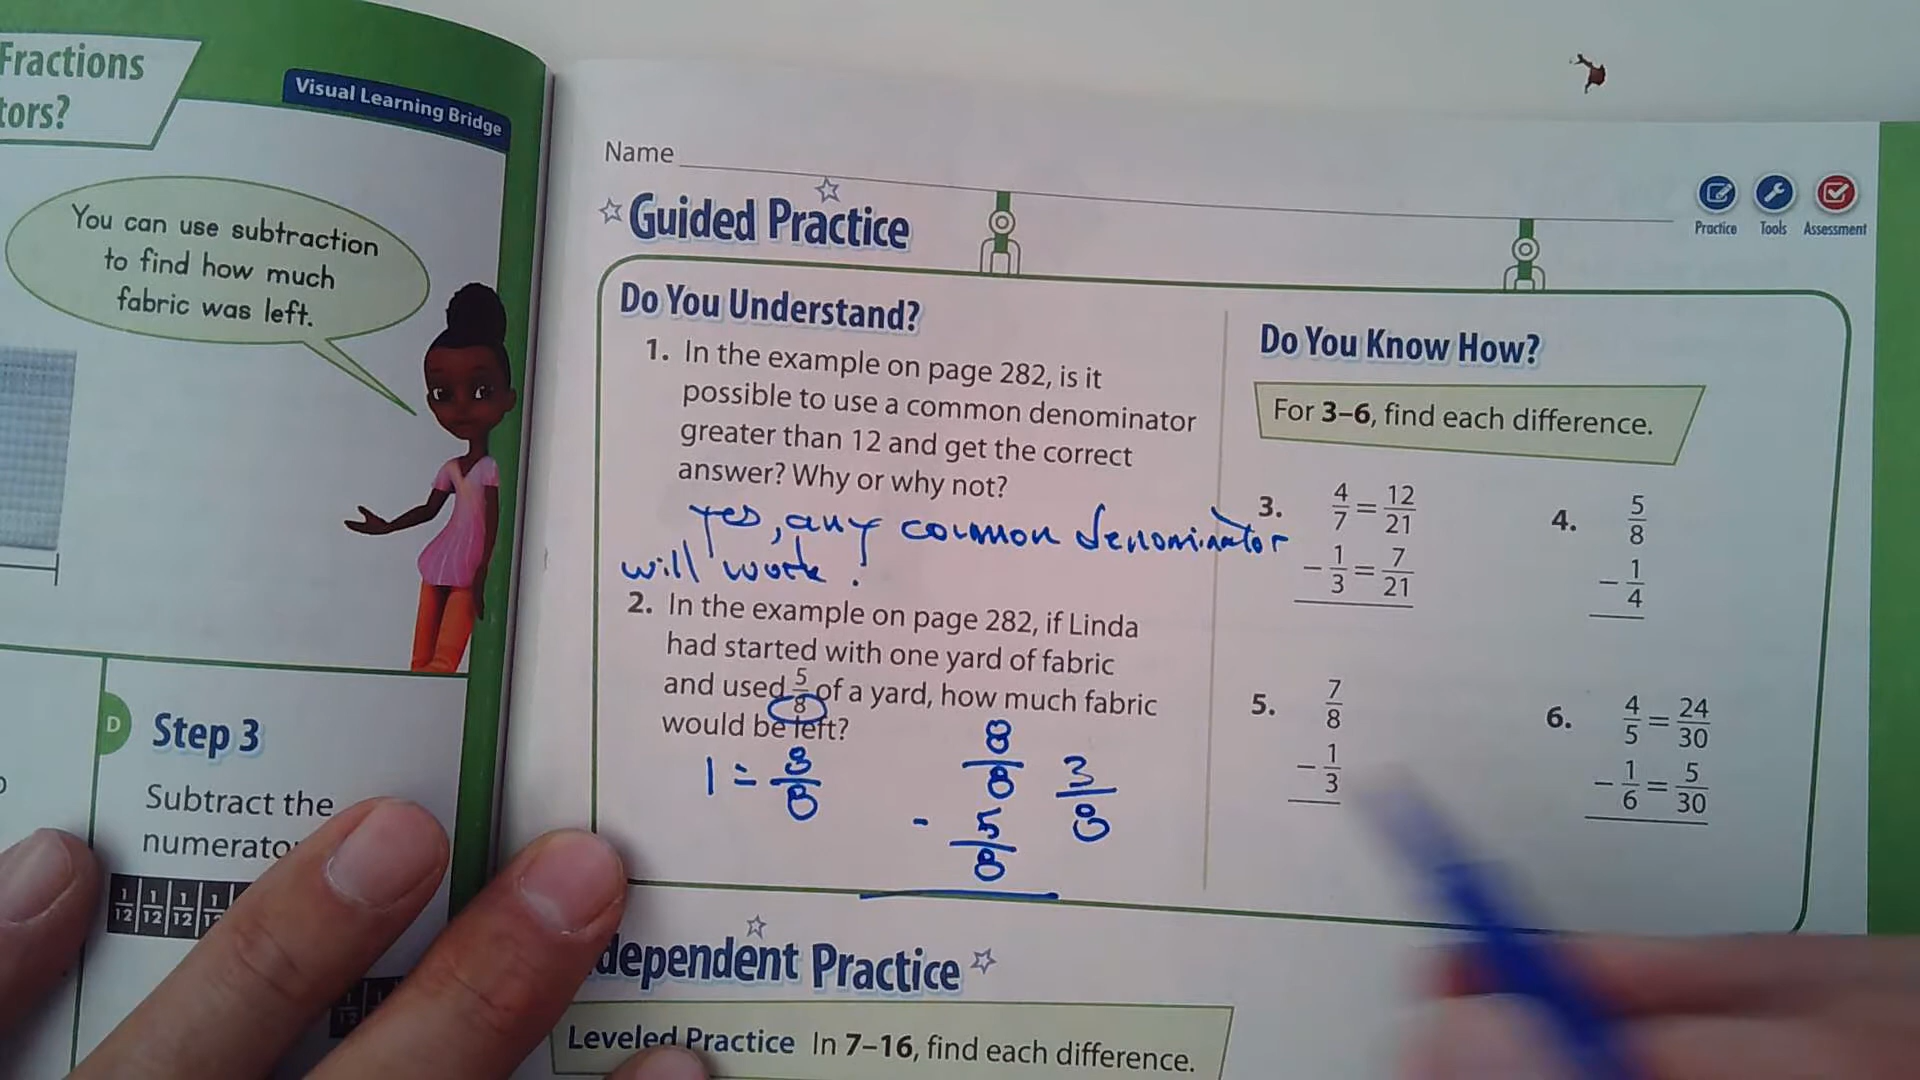 Fractions
tors?
Visual Learning Bridge
You can use subtraction
to find how much
fabric was left.
D
Step 3
Subtract the
numerato
1/12 1/12 1/12
Name
Guided Practice
Practice Tools Assessment
Do You Understand?
1. In the example on page 282, is it
possible to use a common denominator
greater than 12 and get the correct
answer? Why or why not?
yes, any common denominator
will work!
2. In the example on page 282, if Linda
had started with one yard of fabric
and used 5/8 of a yard, how much fabric
would be left?
1 = 8/8
8/8
- 5/8
3/8
Do You Know How?
For 3–6, find each difference.
3. 4/7 = 12/21
- 1/3 = 7/21
4. 5/8
- 1/4
5. 7/8
- 1/3
6. 4/5 = 24/30
- 1/6 = 5/30
dependent Practice
Leveled Practice In 7–16, find each difference.